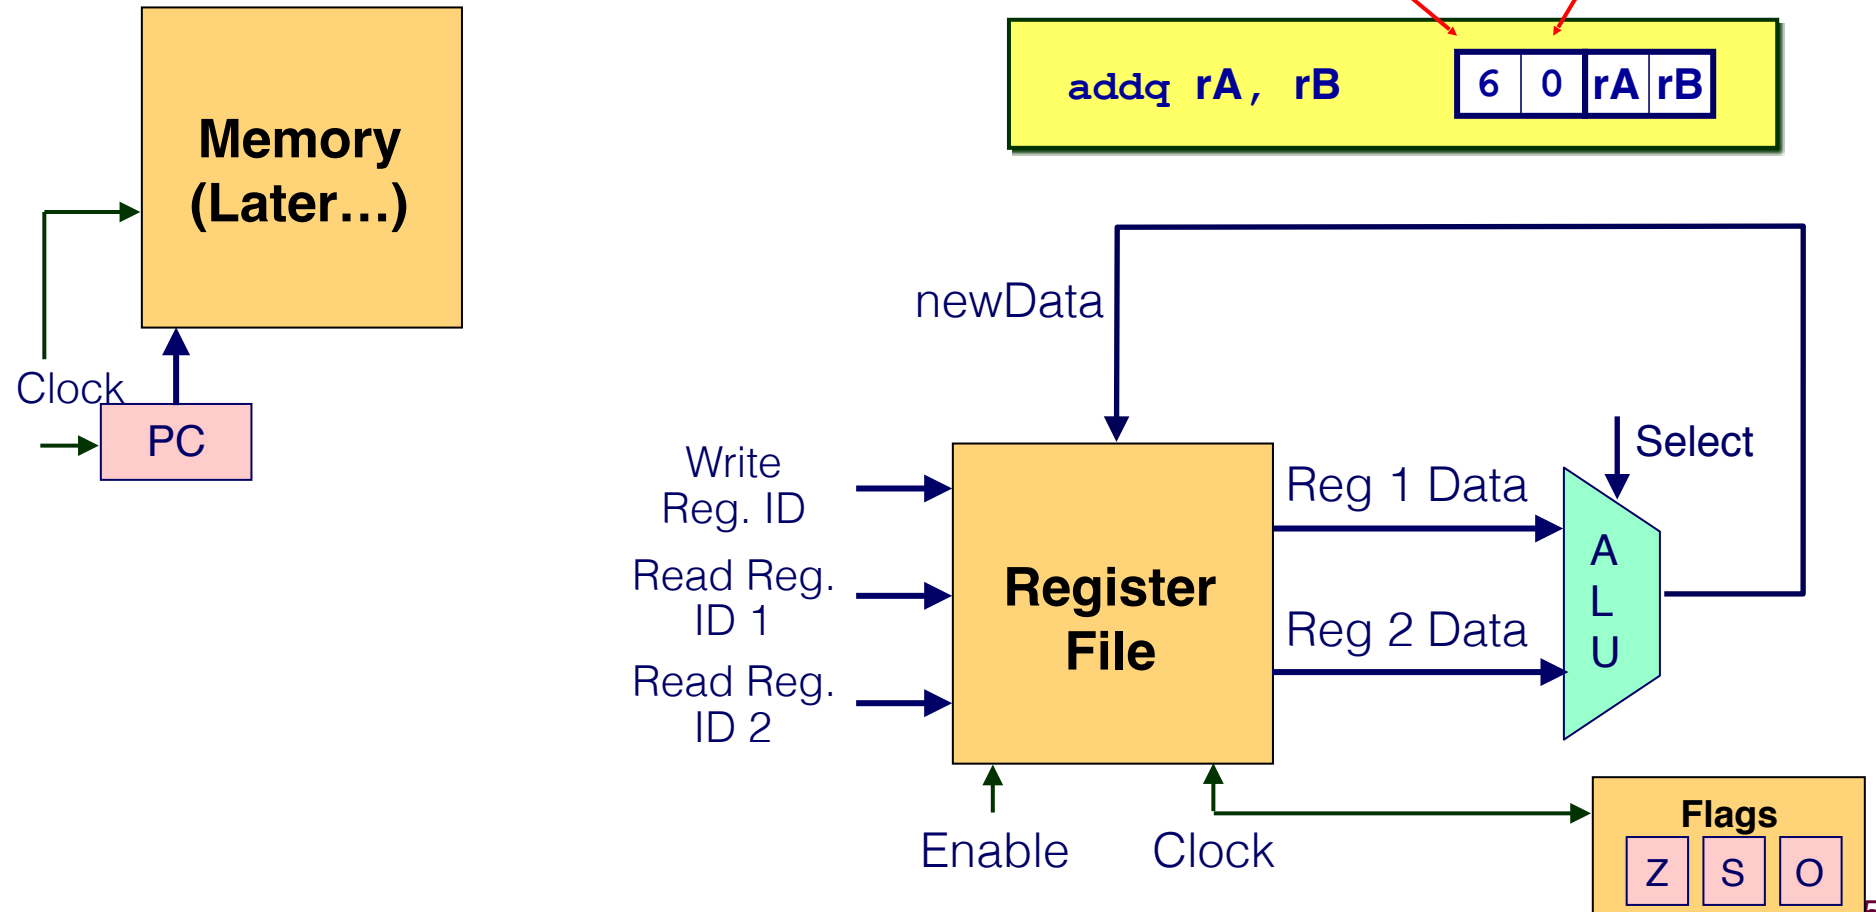 addq rA, rB
6 0 rA rB
Memory
(Later...)
Clock
PC
newData
Select
Write
Reg. ID
Read Reg.
ID 1
Read Reg.
ID 2
Register
File
Reg 1 Data
Reg 2 Data
A
L
U
Enable
Clock
Flags
Z S O